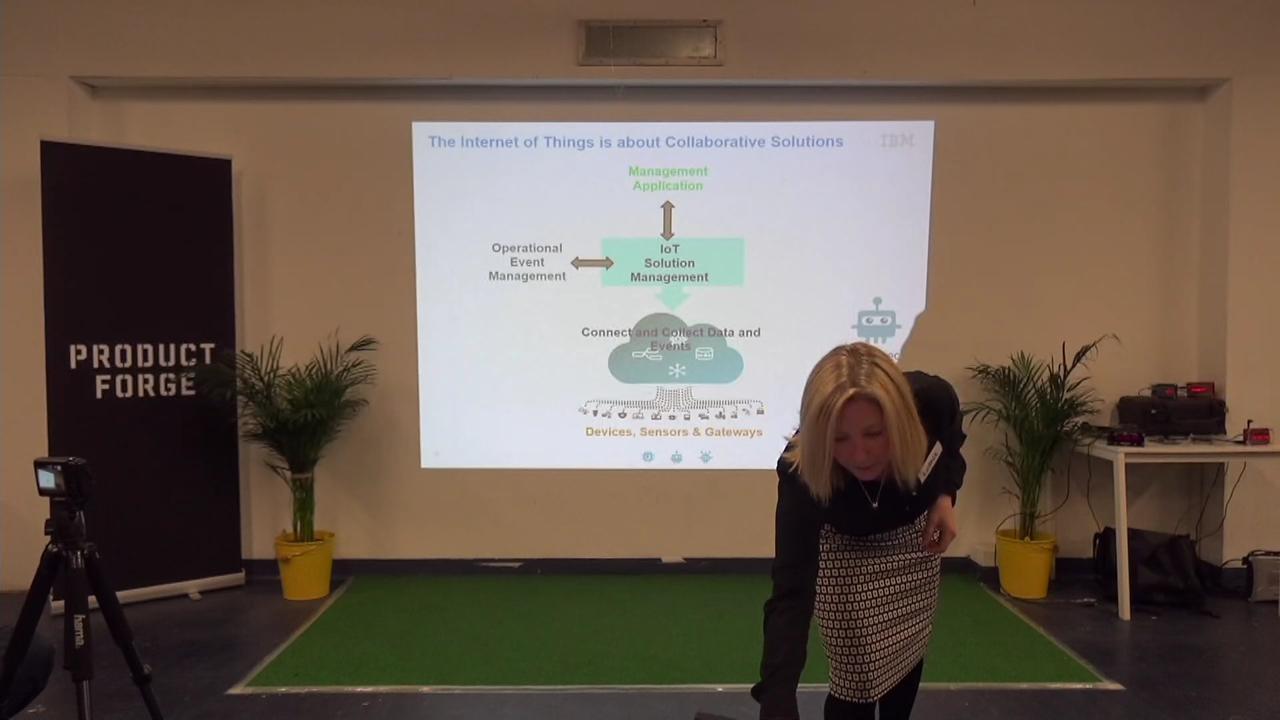 The Internet of Things is about Collaborative Solutions
IBM
Management
Application
Operational
Event
Management
IoT
Solution
Management
Connect and Collect Data and
Events
Devices, Sensors & Gateways
PRODUCT
FORGE
hama